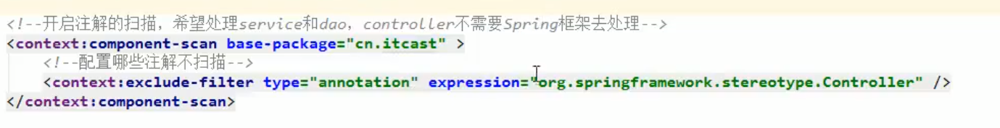 <!--开启注解的扫描，希望处理service和dao，controller不需要Spring框架去处理-->
<context:component-scan base-package="cn.itcast" >
<!--配置哪些注解不扫描-->
<context:exclude-filter type="annotation" expression="org.springframework.stereotype.Controller" />
</context:component-scan>